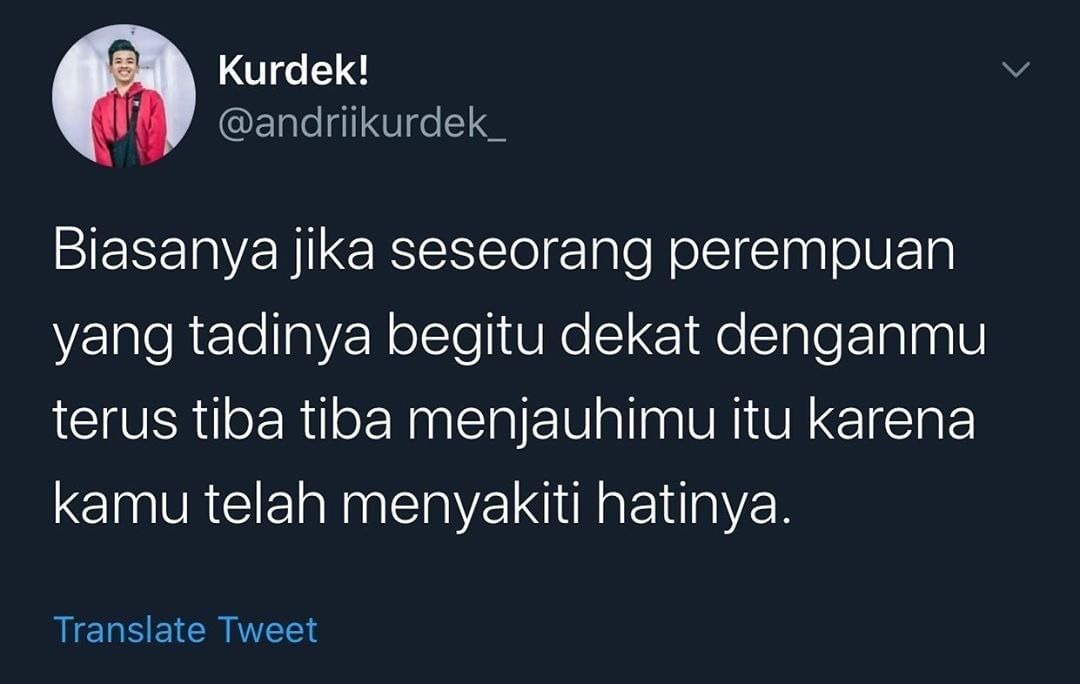 Kurdek!
@andriikurdek_
Biasanya jika seseorang perempuan
yang tadinya begitu dekat denganmu
terus tiba tiba menjauhimu itu karena
kamu telah menyakiti hatinya.
Translate Tweet